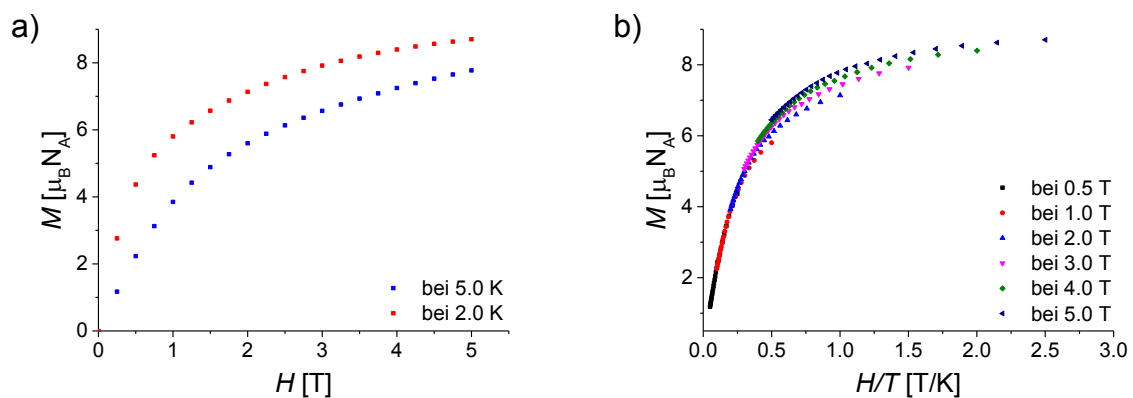 a)
M [μBNA]
8
6
4
2
0
0
1
2
3
4
5
H [T]
bei 5.0 K
bei 2.0 K
b)
M [μBNA]
8
6
4
2
0.0
0.5
1.0
1.5
2.0
2.5
3.0
H/T [T/K]
bei 0.5 T
bei 1.0 T
bei 2.0 T
bei 3.0 T
bei 4.0 T
bei 5.0 T